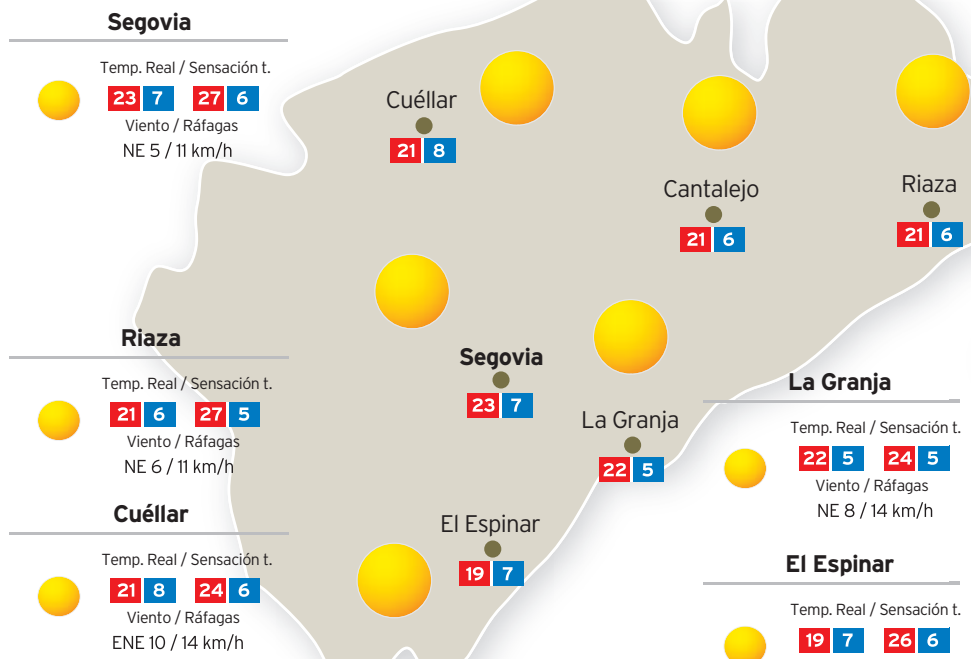 Segovia
Temp. Real / Sensación t.
23 7 27 6
Viento / Ráfagas
NE 5 / 11 km/h
Riaza
Temp. Real / Sensación t.
21 6 27 5
Viento / Ráfagas
NE 6 / 11 km/h
Cuéllar
Temp. Real / Sensación t.
21 8 24 6
Viento / Ráfagas
ENE 10 / 14 km/h
Cuéllar
21 8
Cantalejo
21 6
Riaza
21 6
Segovia
23 7
La Granja
22 5
El Espinar
19 7
La Granja
Temp. Real / Sensación t.
22 5 24 5
Viento / Ráfagas
NE 8 / 14 km/h
El Espinar
Temp. Real / Sensación t.
19 7 26 6